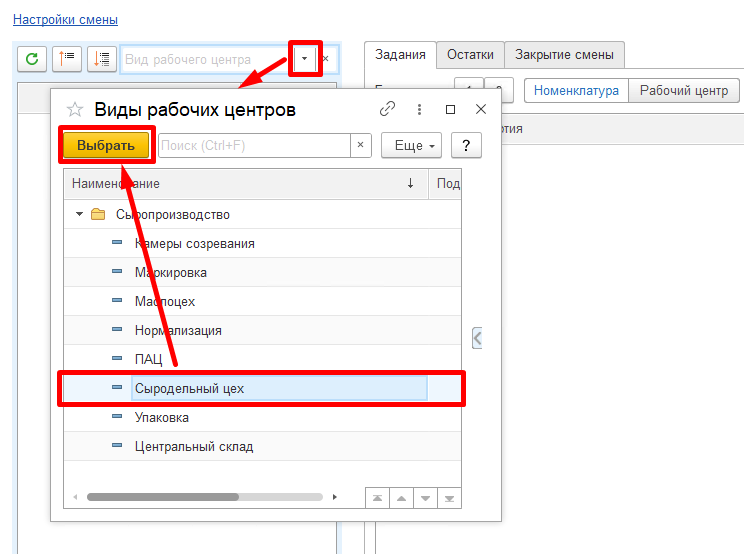 Настройки смены
Вид рабочего центра
Задания Остатки Закрытие смены
Номенклатура Рабочий центр
Виды рабочих центров
Выбрать Поиск (Ctrl+F) × Еще ?
Наименование ↓ Под
Сыропроизводство
Камеры созревания
Маркировка
Маслоцех
Нормализация
ПАЦ
Сыродельный цех
Упаковка
Центральный склад